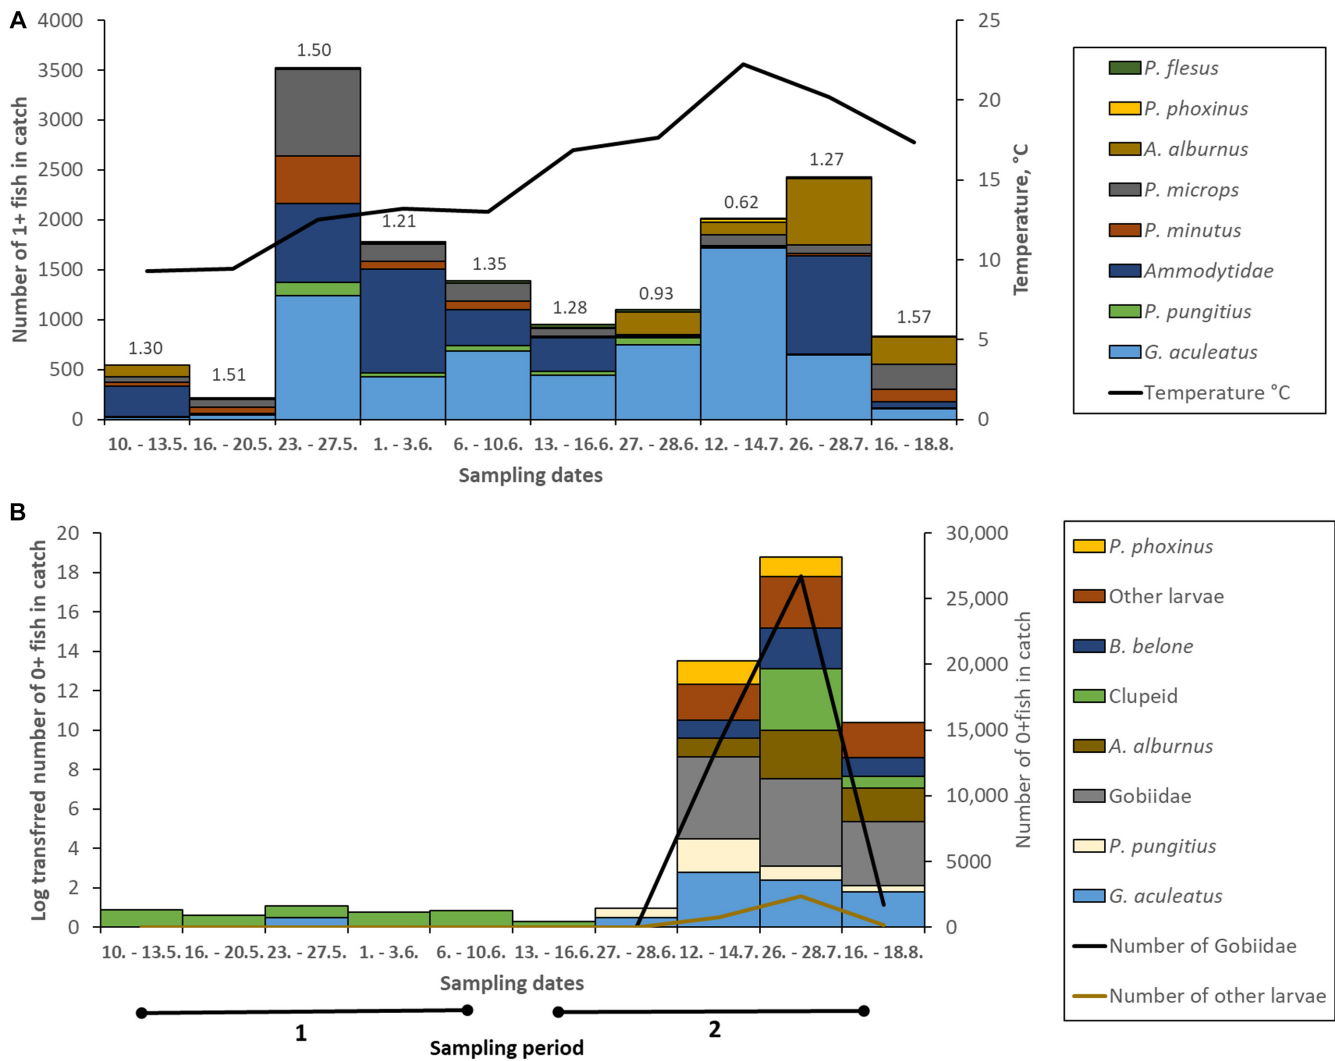 A
Number of 1+ fish in catch
4000
3500
3000
2500
2000
1500
1000
500
0
1.30
1.51
1.50
1.21
1.35
1.28
0.93
0.62
1.27
1.57
25
20
15
10
5
0
Temperature, °C
10. - 13.5. 16. - 20.5. 23. - 27.5. 1. - 3.6. 6. - 10.6. 13. - 16.6. 27. - 28.6. 12. - 14.7. 26. - 28.7. 16. - 18.8.
Sampling dates
P. flesus
P. phoxinus
A. alburnus
P. microps
P. minutus
Ammodytidae
P. pungitius
G. aculeatus
Temperature °C
B
Log transfrred number of 0+ fish in catch
20
18
16
14
12
10
8
6
4
2
0
30,000
25,000
20,000
15,000
10,000
5000
0
Number of 0+fish in catch
10. - 13.5. 16. - 20.5. 23. - 27.5. 1. - 3.6. 6. - 10.6. 13. - 16.6. 27. - 28.6. 12. - 14.7. 26. - 28.7. 16. - 18.8.
Sampling dates
1
2
Sampling period
P. phoxinus
Other larvae
B. belone
Clupeid
A. alburnus
Gobiidae
P. pungitius
G. aculeatus
Number of Gobiidae
Number of other larvae